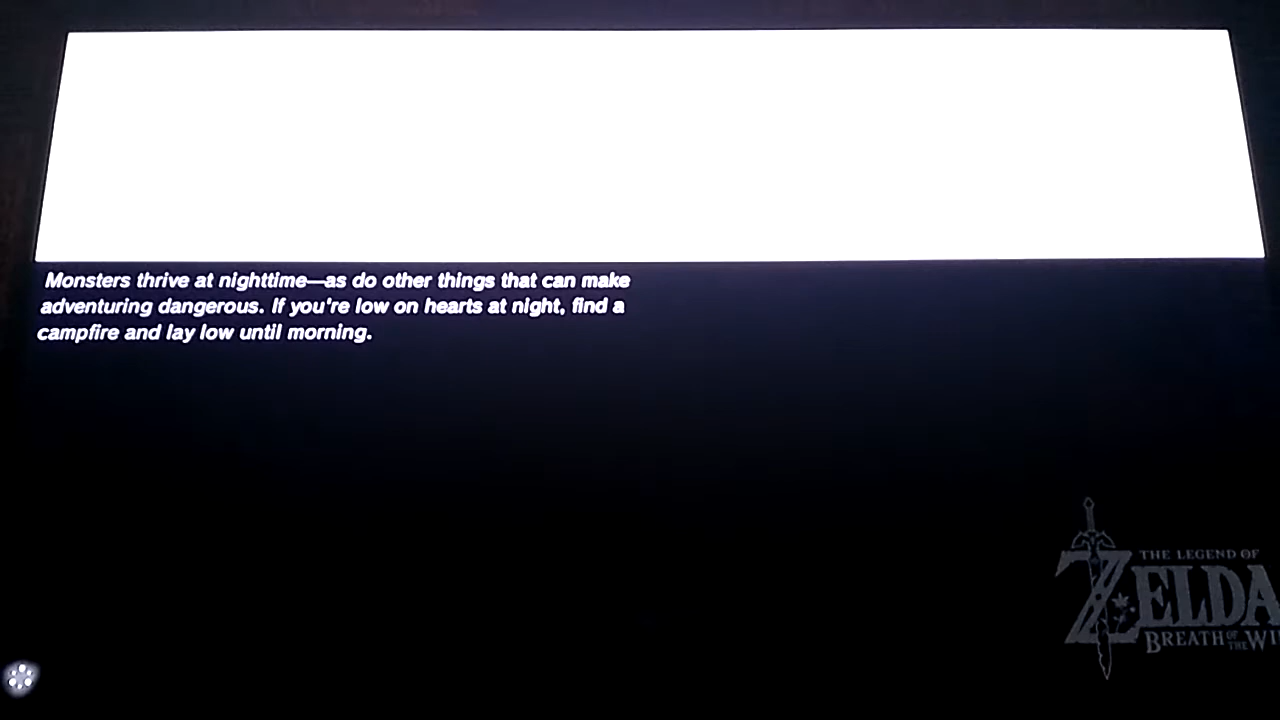 Monsters thrive at nighttime—as do other things that can make
adventuring dangerous. If you're low on hearts at night, find a
campfire and lay low until morning.
THE LEGEND OF
ZELDA
BREATH OF THE WI